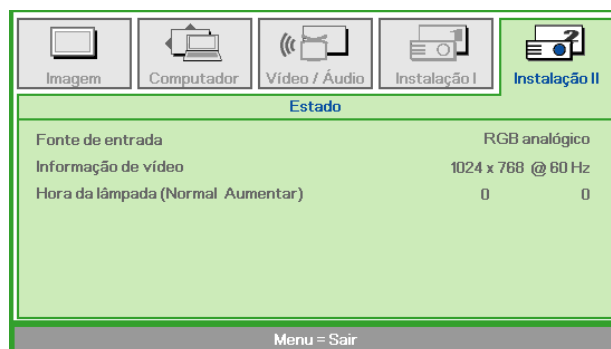 Imagem Computador Vídeo / Áudio Instalação I Instalação II
Estado
Fonte de entrada RGB analógico
Informação de vídeo 1024 x 768 @ 60 Hz
Hora da lâmpada (Normal Aumentar) 0 0
Menu = Sair